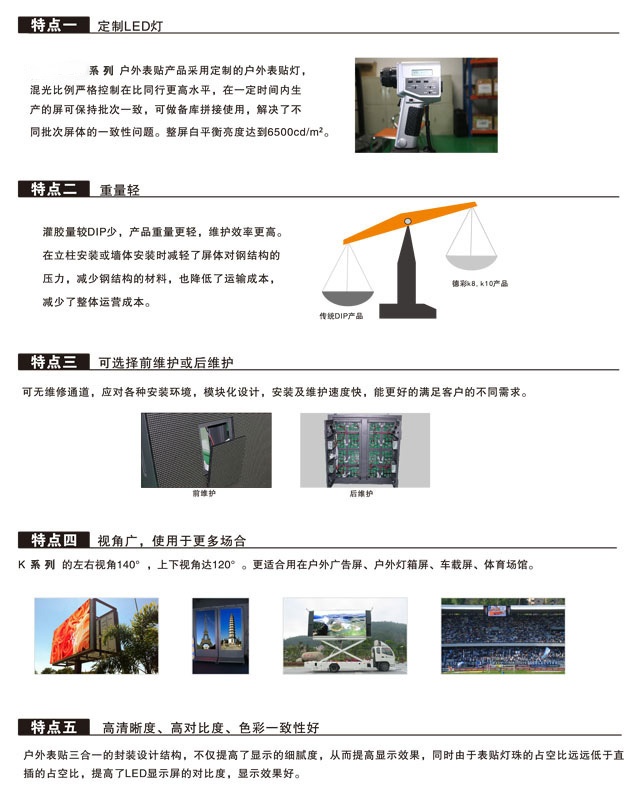 特点一 定制LED灯
系列 户外表贴产品采用定制的户外表贴灯，
混光比例严格控制在比同行更高水平，在一定时间内生
产的屏可保持批次一致，可做备库拼接使用，解决了不
同批次屏体的一致性问题。整屏白平衡亮度达到6500cd/m²。
特点二 重量轻
灌胶量较DIP少，产品重量更轻，维护效率更高。
在立柱安装或墙体安装时减轻了屏体对钢结构的
压力，减少钢结构的材料，也降低了运输成本，
减少了整体运营成本。
德彩k8, k10产品
传统DIP产品
特点三 可选择前维护或后维护
可无维修通道，应对各种安装环境，模块化设计，安装及维护速度快，能更好的满足客户的不同需求。
前维护 后维护
特点四 视角广，使用于更多场合
K 系列 的左右视角140°，上下视角达120°。更适合用在户外广告屏、户外灯箱屏、车载屏、体育场馆。
特点五 高清晰度、高对比度、色彩一致性好
户外表贴三合一的封装设计结构，不仅提高了显示的细腻度，从而提高显示效果，同时由于表贴灯珠的占空比远远低于直
插的占空比，提高了LED显示屏的对比度，显示效果好。